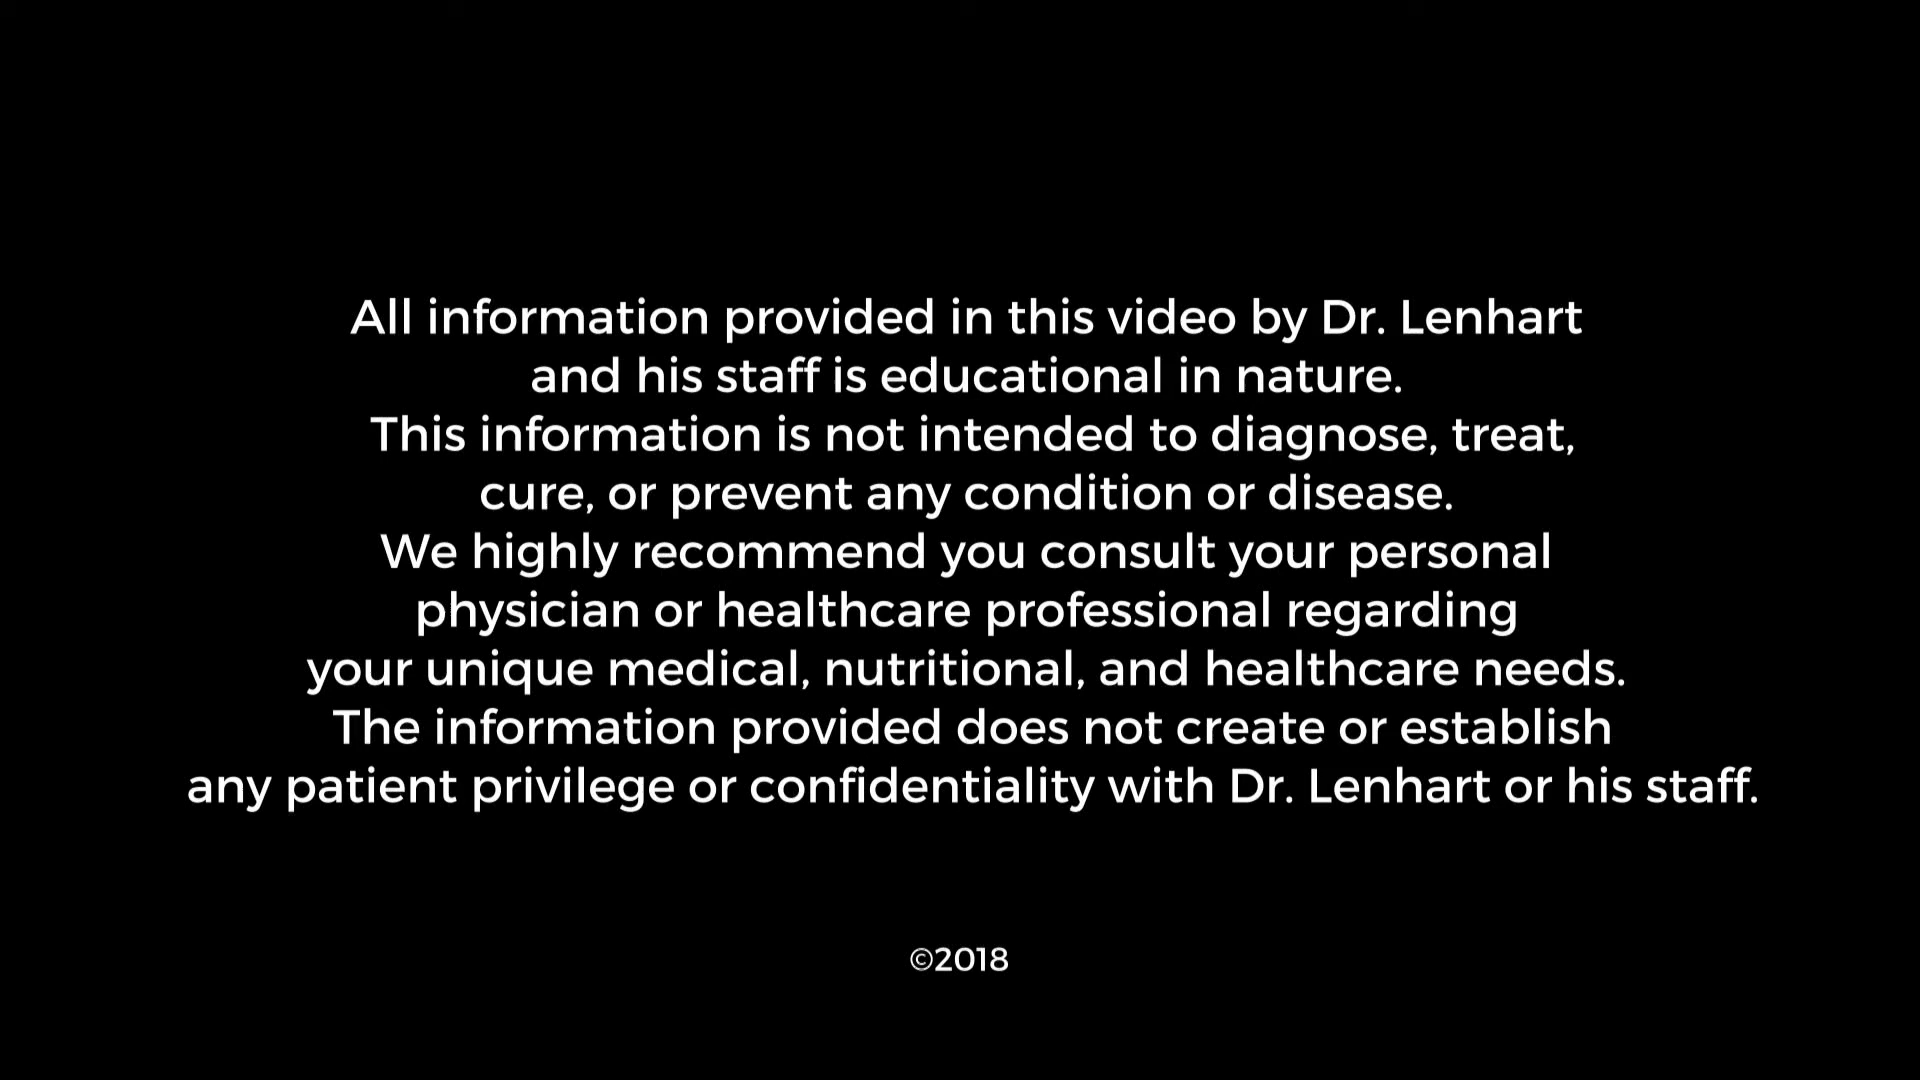 All information provided in this video by Dr. Lenhart
and his staff is educational in nature.
This information is not intended to diagnose, treat,
cure, or prevent any condition or disease.
We highly recommend you consult your personal
physician or healthcare professional regarding
your unique medical, nutritional, and healthcare needs.
The information provided does not create or establish
any patient privilege or confidentiality with Dr. Lenhart or his staff.
©2018